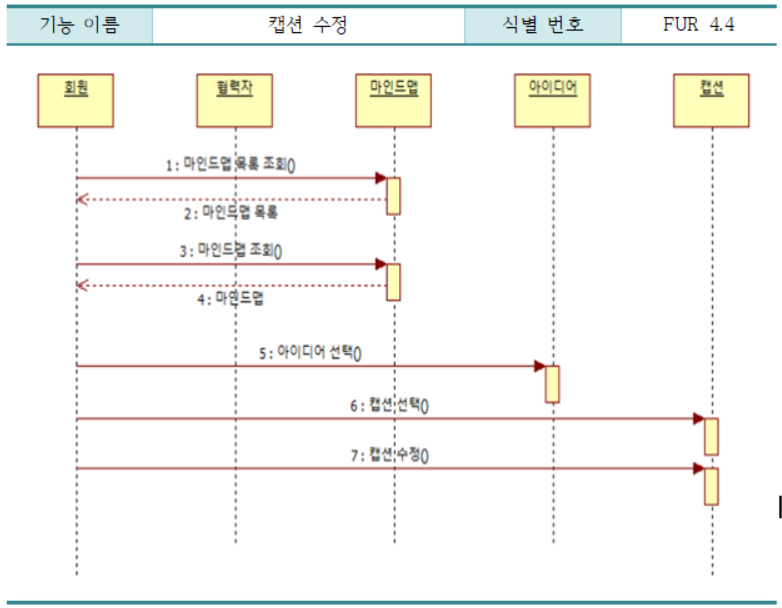 기능 이름 캡션 수정 식별 번호 FUR 4.4
회원 협력자 마인드맵 아이디어 캡션
1 : 마인드맵 목록 조회()
2 : 마인드맵 목록
3 : 마인드맵 조회()
4 : 마인드맵
5 : 아이디어 선택()
6 : 캡션 선택()
7 : 캡션 수정()